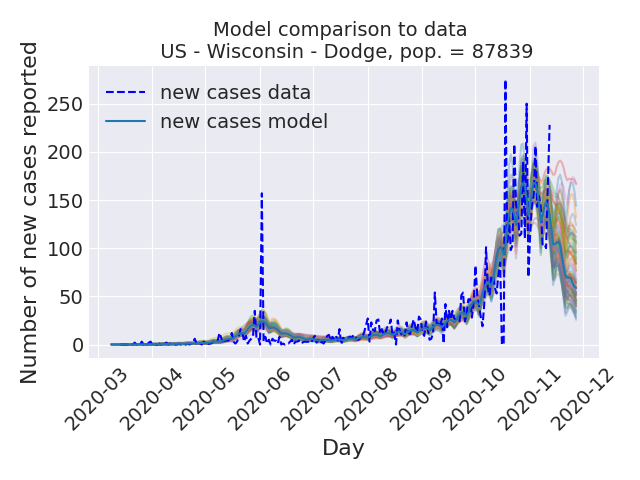 Model comparison to data
US - Wisconsin - Dodge, pop. = 87839
Number of new cases reported
250
200
150
100
50
0
new cases data
new cases model
2020-03
2020-04
2020-05
2020-06
2020-07
2020-08
2020-09
2020-10
2020-11
2020-12
Day